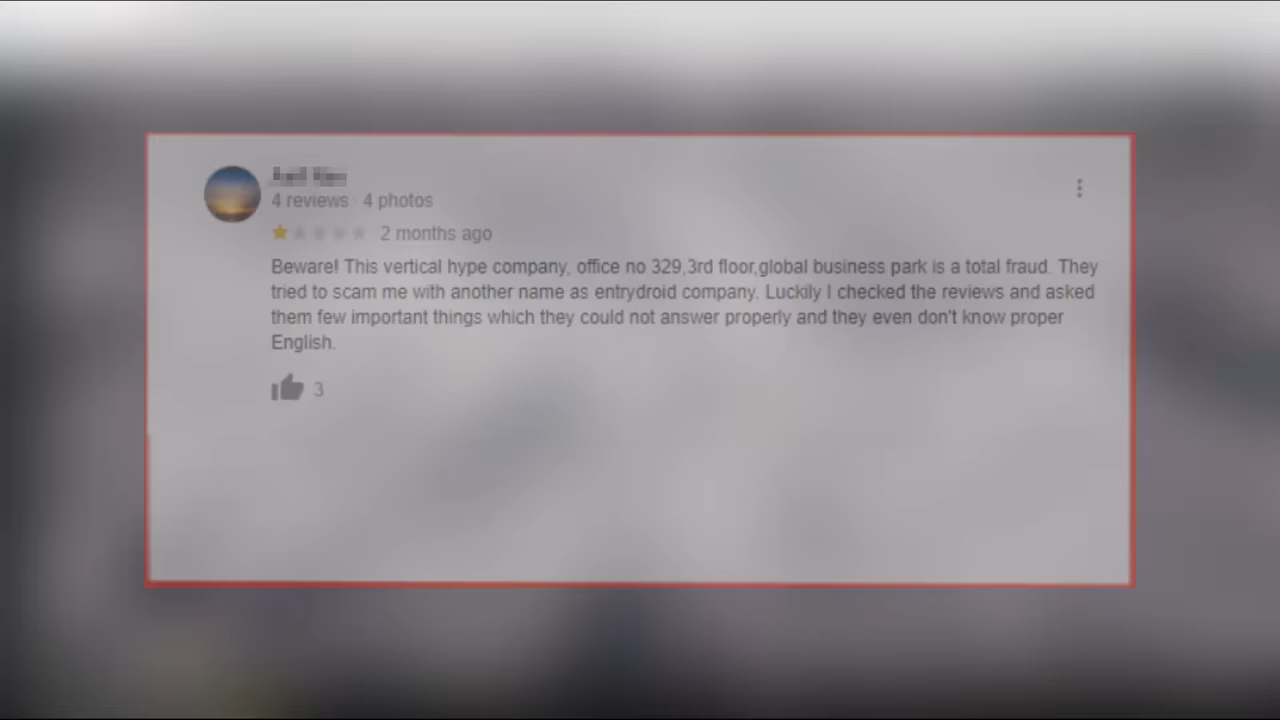 4 reviews · 4 photos
2 months ago
Beware! This vertical hype company, office no 329,3rd floor,global business park is a total fraud. They
tried to scam me with another name as entrydroid company. Luckily I checked the reviews and asked
them few important things which they could not answer properly and they even don't know proper
English.
3